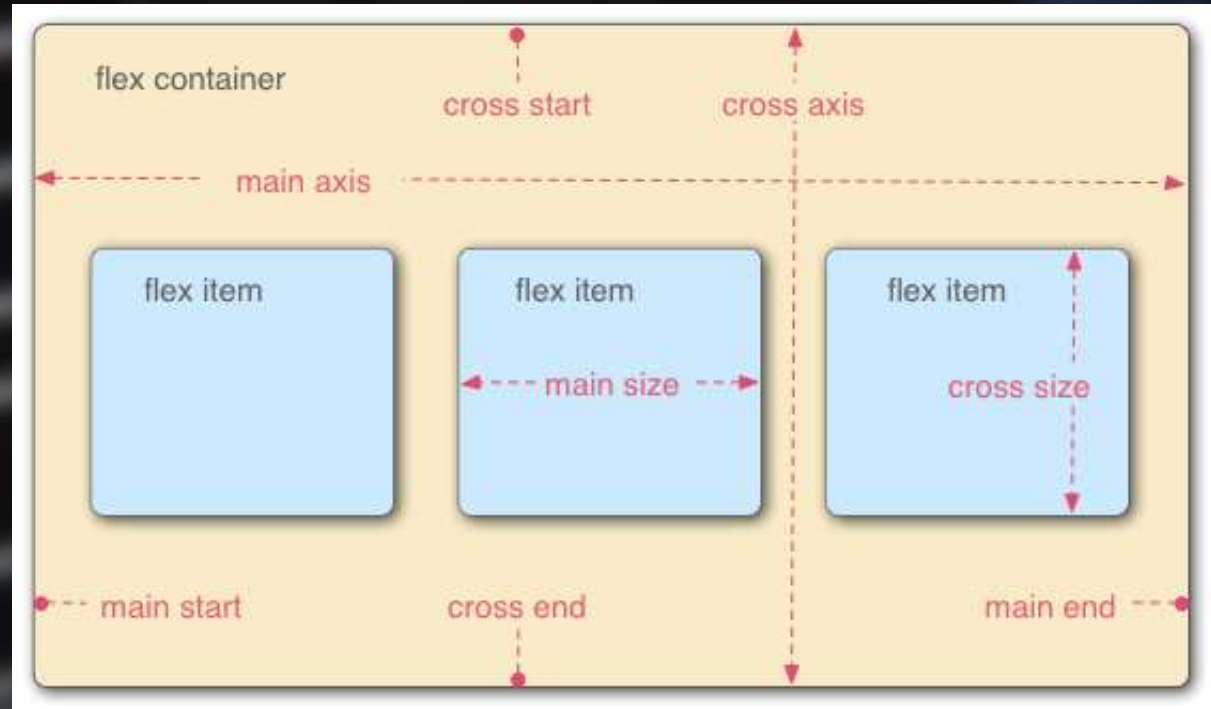 flex container
cross start
cross axis
main axis
flex item
flex item
flex item
main size
cross size
main start
cross end
main end